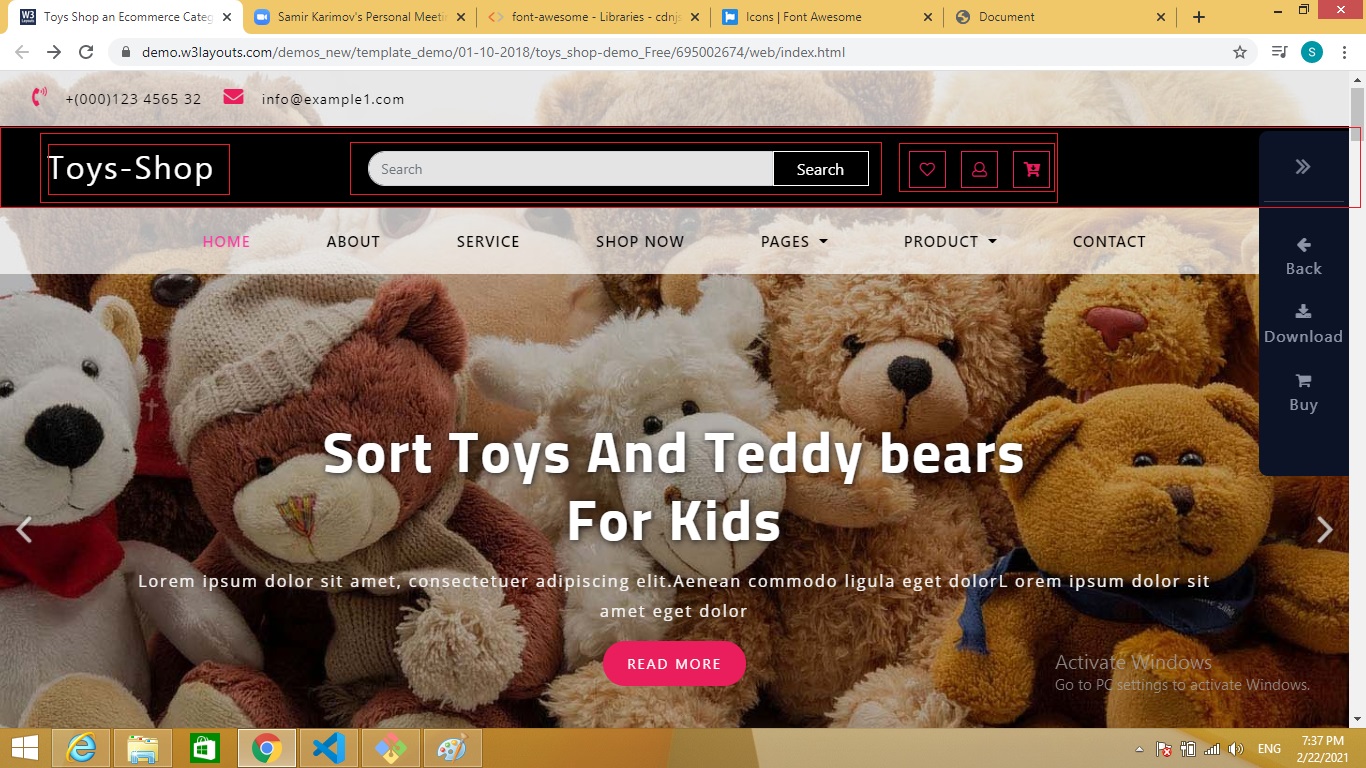 W3 Layouts Toys Shop an Ecommerce Categ
Samir Karimov's Personal Meetin
font-awesome - Libraries - cdnjs
Icons | Font Awesome
Document
demo.w3layouts.com/demos_new/template_demo/01-10-2018/toys_shop-demo_Free/695002674/web/index.html
S
+(000)123 4565 32 info@example1.com
Toys-Shop
Search Search
HOME ABOUT SERVICE SHOP NOW PAGES PRODUCT CONTACT
Back
Download
Buy
Sort Toys And Teddy bears
For Kids
Lorem ipsum dolor sit amet, consectetuer adipiscing elit.Aenean commodo ligula eget dolorL orem ipsum dolor sit
amet eget dolor
READ MORE
Activate Windows
Go to PC settings to activate Windows.
ENG
7:37 PM
2/22/2021